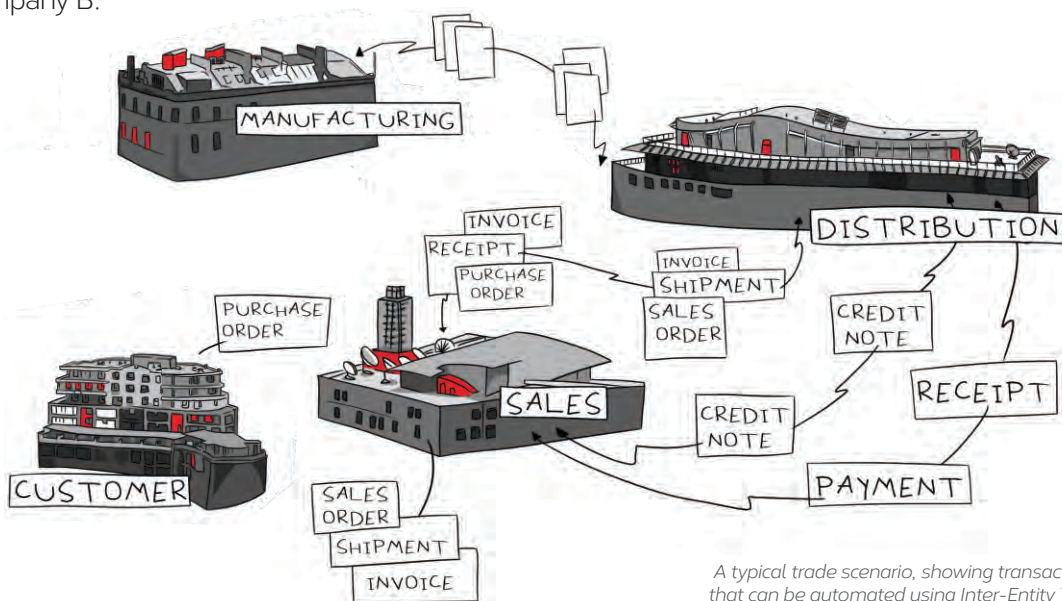 mpany B.
MANUFACTURING
DISTRIBUTION
INVOICE
RECEIPT
PURCHASE
ORDER
INVOICE
SHIPMENT
SALES
ORDER
CREDIT
NOTE
PURCHASE
ORDER
SALES
CREDIT
NOTE
RECEIPT
PAYMENT
CUSTOMER
SALES
ORDER
SHIPMENT
INVOICE
A typical trade scenario, showing transac
that can be automated using Inter-Entity